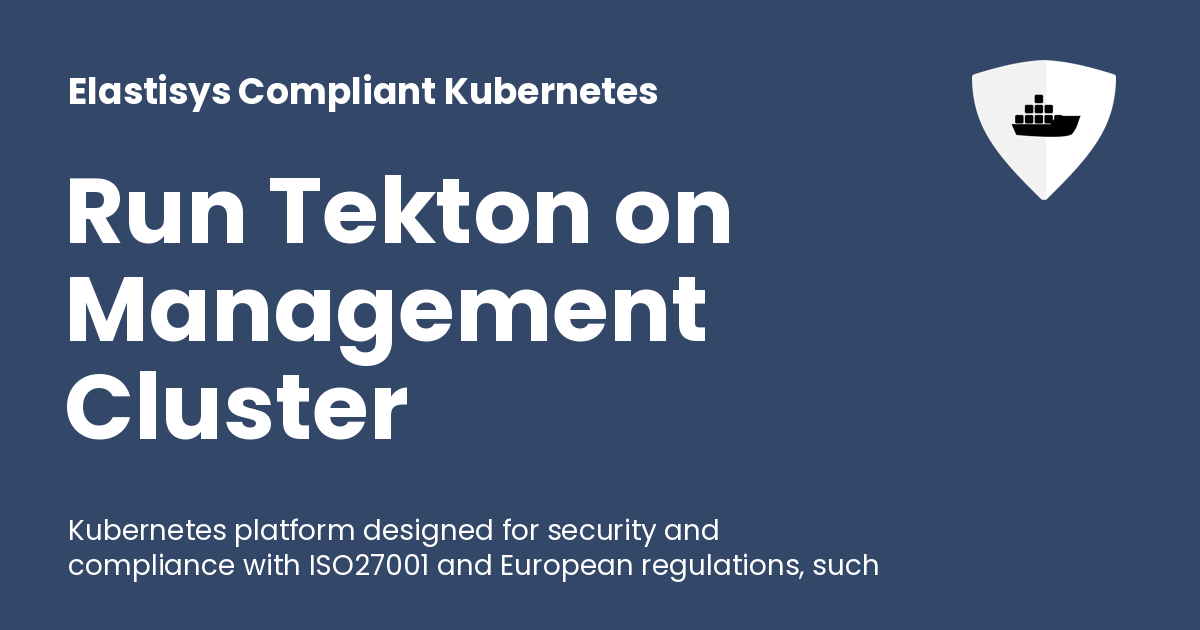 Elastisys Compliant Kubernetes
Run Tekton on
Management
Cluster
Kubernetes platform designed for security and
compliance with ISO27001 and European regulations, such